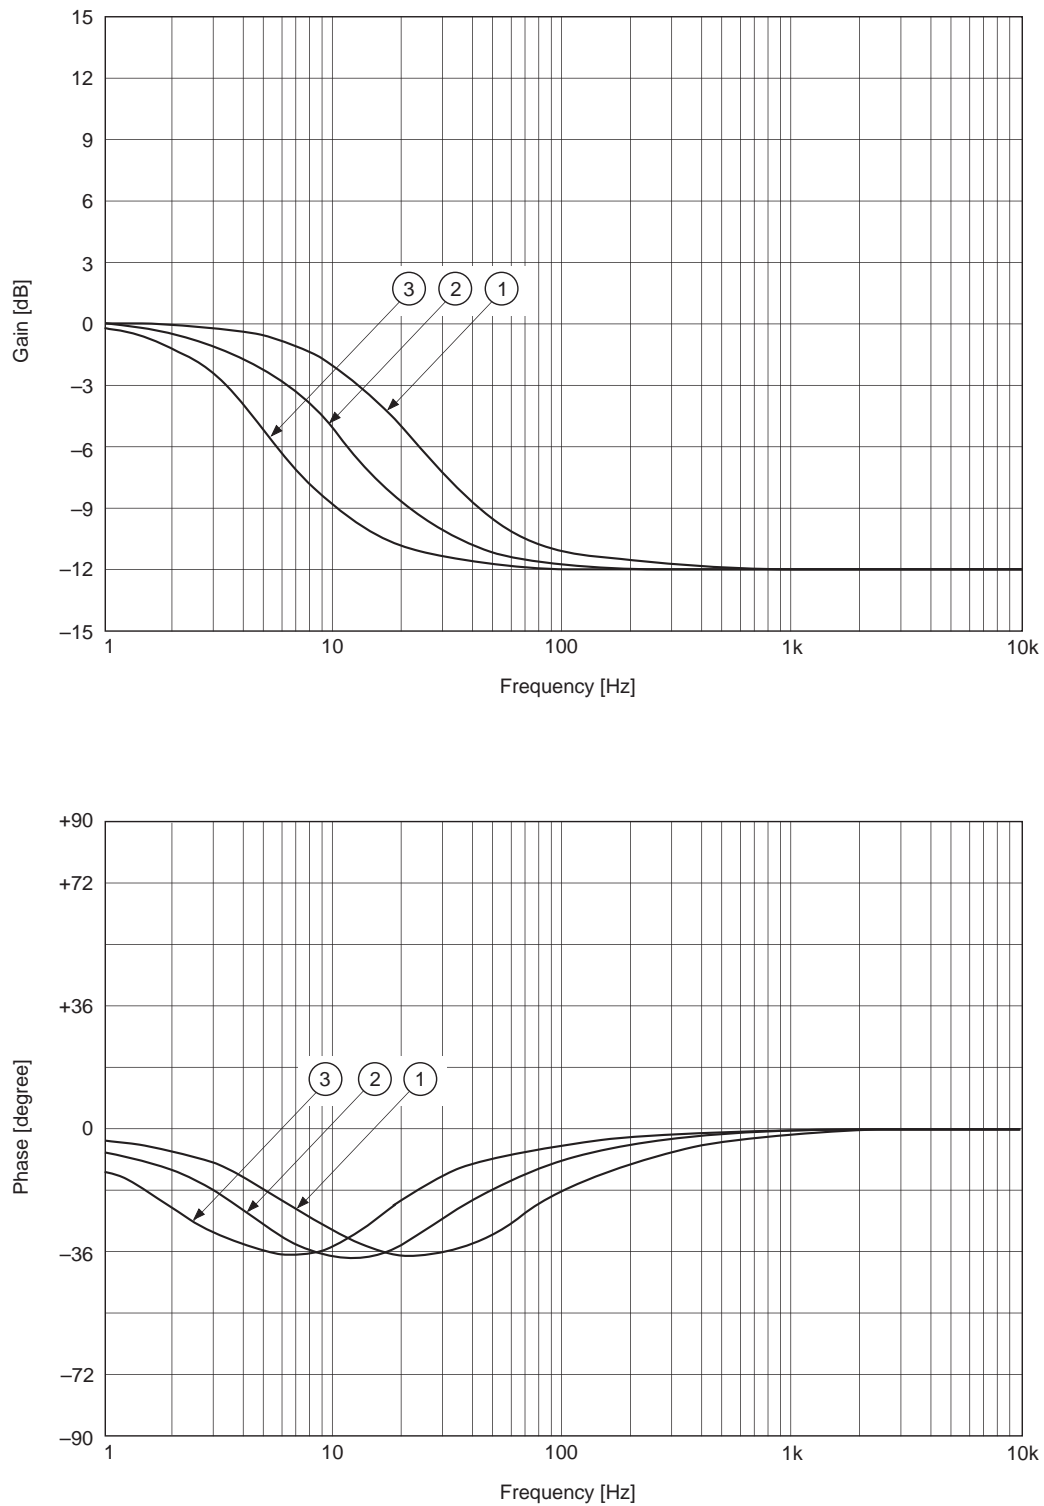 15
12
9
6
3
0
–3
–6
–9
–12
–15
Gain [dB]
3 2 1
1 10 100 1k 10k
Frequency [Hz]
+90
+72
+36
0
–36
–72
–90
Phase [degree]
3 2 1
1 10 100 1k 10k
Frequency [Hz]